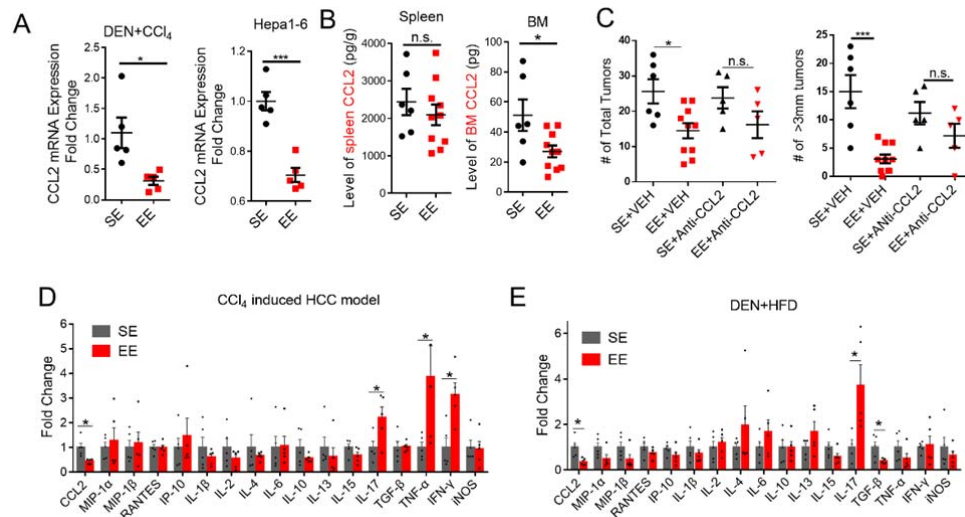 A
DEN+CCl4
*
CCL2 mRNA Expression
Fold Change
2.5
2.0
1.5
1.0
0.5
0.0
SE
EE
Hepa1-6
***
CCL2 mRNA Expression
Fold Change
1.2
1.0
0.8
0.6
SE
EE
B
Spleen
n.s.
Level of spleen CCL2 (pg/g)
4000
3000
2000
1000
0
SE
EE
BM
*
Level of BM CCL2 (pg)
100
80
60
40
20
0
SE
EE
C
# of Total Tumors
60
40
20
0
*
n.s.
SE+VEH
EE+VEH
SE+Anti-CCL2
EE+Anti-CCL2
# of >3mm tumors
25
20
15
10
5
0
***
n.s.
SE+VEH
EE+VEH
SE+ANti-CCL2
EE+Anti-CCL2
D
CCl4 induced HCC model
SE
EE
Fold Change
6
4
2
0
*
*
*
*
CCL2
MIP-1α
MIP-1β
RANTES
IP-10
IL-1β
IL-2
IL-4
IL-6
IL-10
IL-13
IL-15
IL-17
TGF-β
TNF-α
IFN-γ
iNOS
E
DEN+HFD
SE
EE
Fold Change
6
4
2
0
*
*
*
CCL2
MIP-1α
MIP-1β
RANTES
IP-10
IL-1β
IL-2
IL-4
IL-6
IL-10
IL-13
IL-15
IL-17
TGF-β
TNF-α
IFN-γ
iNOS